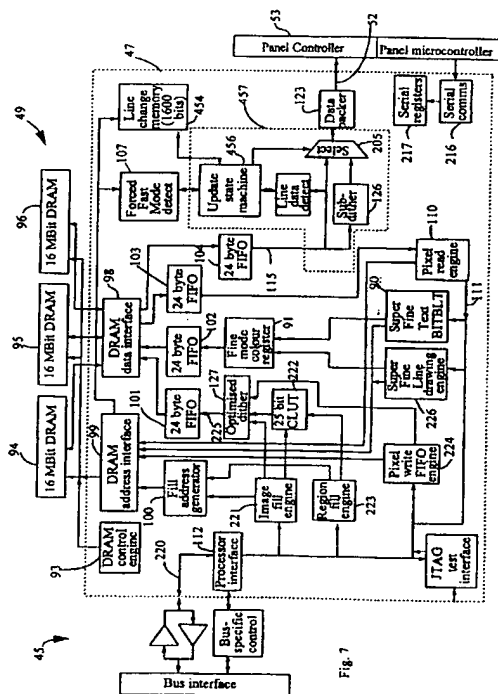 45
49
94
95
96
16 MBit DRAM
16 MBit DRAM
16 MBit DRAM
47
53
DRAM control engine
93
DRAM address interface
99
DRAM data interface
98
Forced Fast Mode detect
107
Line change memory (1600 bits)
454
Panel Controller
52
Bus interface
220
Fill address generator
100
24 byte FIFO
101
24 byte FIFO
102
24 byte FIFO
103
24 byte FIFO
104
Update state machine
456
457
Data packer
123
Processor interface
412
Bus-specific control
Image fill engine
221
Optimised dither
127
225
Fine mode colour register
91
115
Line data detect
Select
205
Sub-dither
126
Panel microcontroller
25 bit CLUT
222
Region fill engine
223
Serial registers
217
Serial comms
216
Super Fine Text BITBLT
90
Super Fine Line drawing engine
226
Pixel read engine
110
111
Pixel write FIFO engine
224
JTAG test interface
Fig. 7